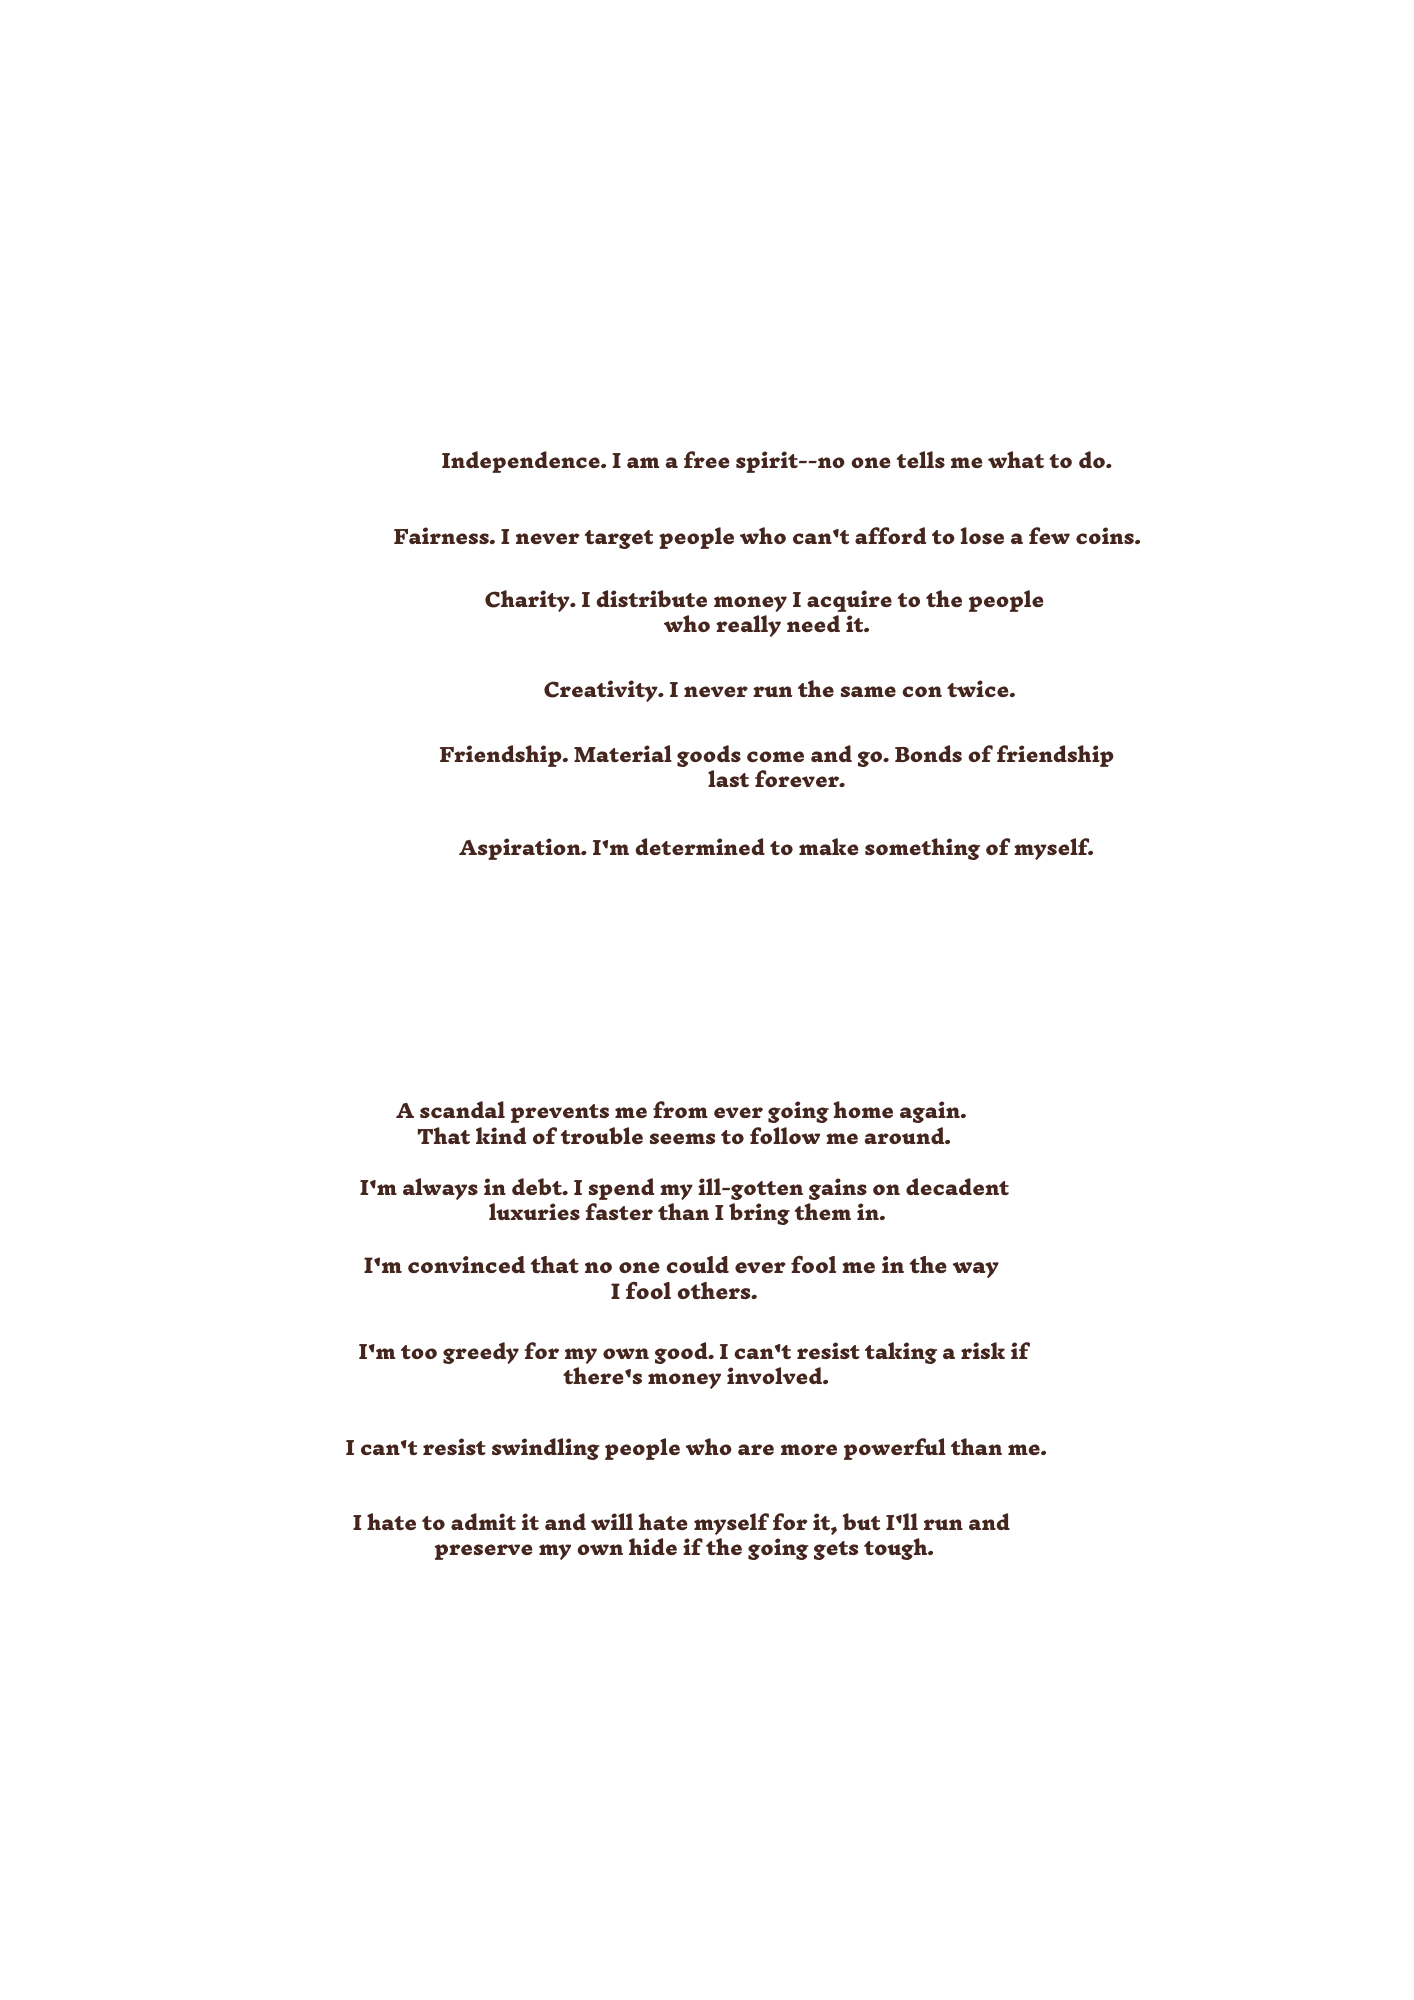 Independence. I am a free spirit--no one tells me what to do.
Fairness. I never target people who can't afford to lose a few coins.
Charity. I distribute money I acquire to the people
who really need it.
Creativity. I never run the same con twice.
Friendship. Material goods come and go. Bonds of friendship
last forever.
Aspiration. I'm determined to make something of myself.
A scandal prevents me from ever going home again.
That kind of trouble seems to follow me around.
I'm always in debt. I spend my ill-gotten gains on decadent
luxuries faster than I bring them in.
I'm convinced that no one could ever fool me in the way
I fool others.
I'm too greedy for my own good. I can't resist taking a risk if
there's money involved.
I can't resist swindling people who are more powerful than me.
I hate to admit it and will hate myself for it, but I'll run and
preserve my own hide if the going gets tough.